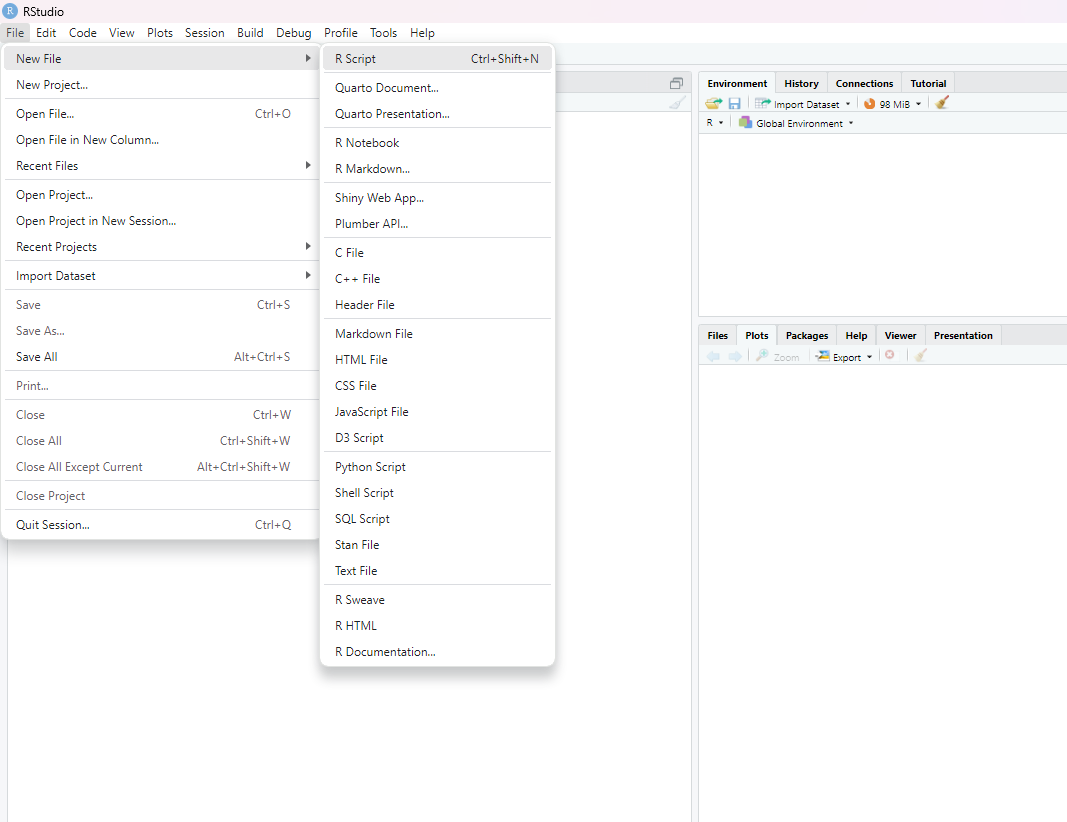 R RStudio
File Edit Code View Plots Session Build Debug Profile Tools Help
New File
New Project...
Open File... Ctrl+O
Open File in New Column...
Recent Files
Open Project...
Open Project in New Session...
Recent Projects
Import Dataset
Save Ctrl+S
Save As...
Save All Alt+Ctrl+S
Print...
Close Ctrl+W
Close All Ctrl+Shift+W
Close All Except Current Alt+Ctrl+Shift+W
Close Project
Quit Session... Ctrl+Q
R Script Ctrl+Shift+N
Quarto Document...
Quarto Presentation...
R Notebook
R Markdown...
Shiny Web App...
Plumber API...
C File
C++ File
Header File
Markdown File
HTML File
CSS File
JavaScript File
D3 Script
Python Script
Shell Script
SQL Script
Stan File
Text File
R Sweave
R HTML
R Documentation...
Environment History Connections Tutorial
Import Dataset 98 MiB
R Global Environment
Files Plots Packages Help Viewer Presentation
Zoom Export